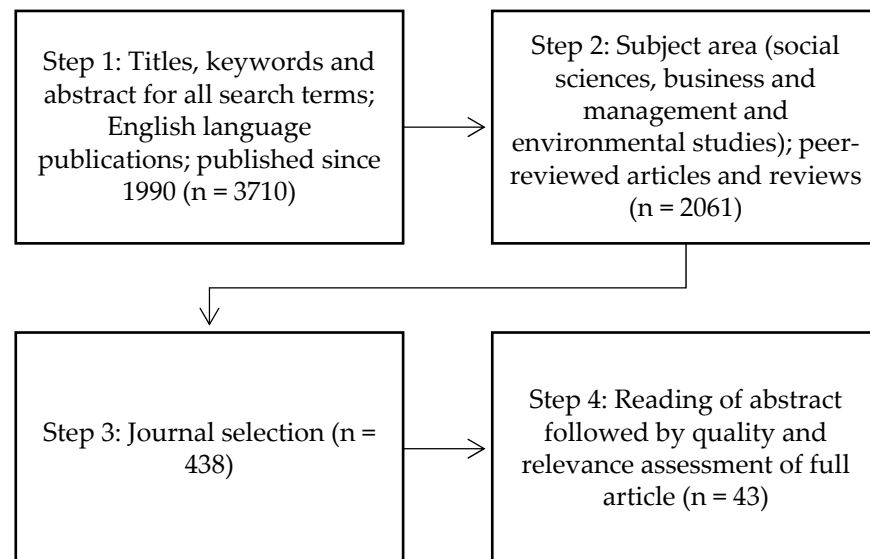 Step 1: Titles, keywords and
abstract for all search terms;
English language
publications; published since
1990 (n = 3710)
Step 2: Subject area (social
sciences, business and
management and
environmental studies); peer-
reviewed articles and reviews
(n = 2061)
Step 3: Journal selection (n =
438)
Step 4: Reading of abstract
followed by quality and
relevance assessment of full
article (n = 43)